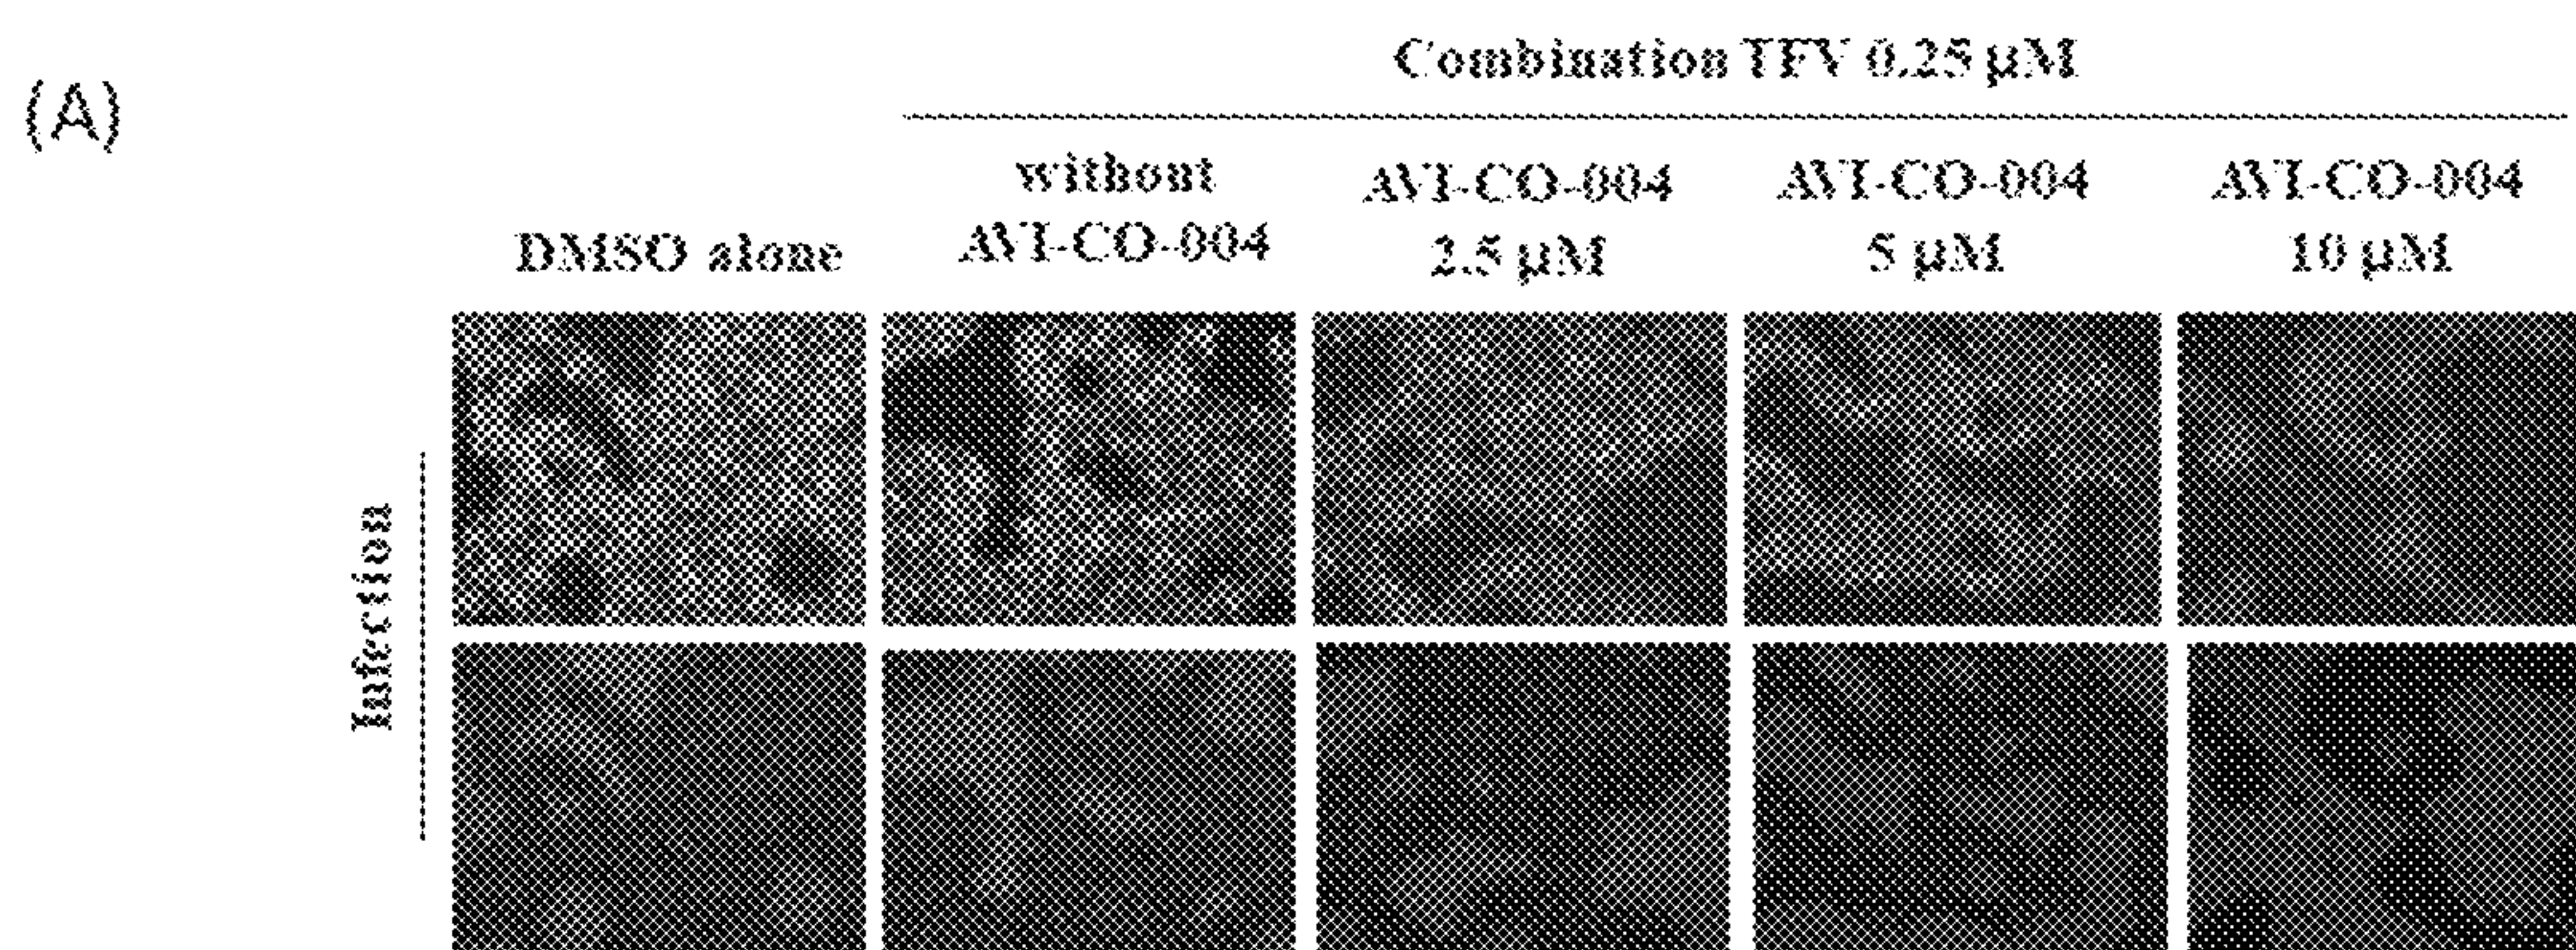 (A)
Combination TFV 0.25 µM
without
AVI-CO-004
AVI-CO-004
2.5 µM
AVI-CO-004
5 µM
AVI-CO-004
10 µM
DMSO alone
Infection